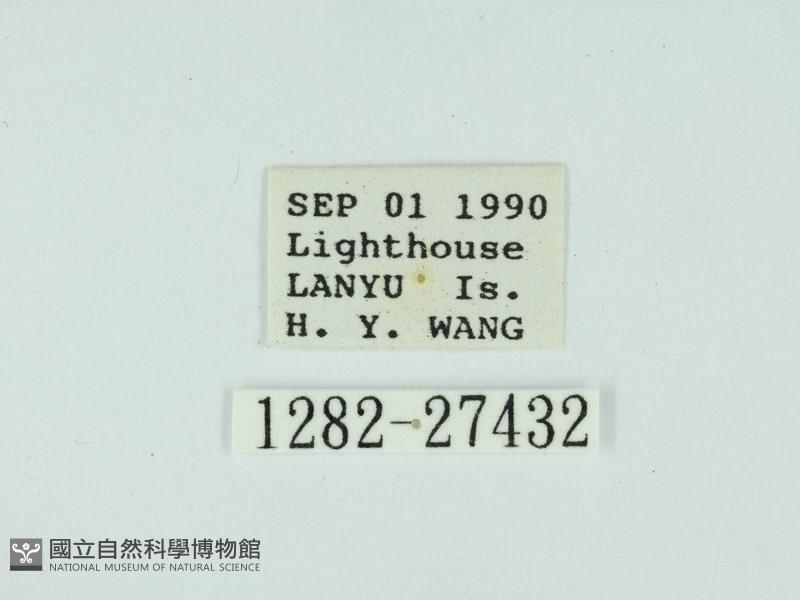 SEP 01 1990
Lighthouse
LANYU Is.
H. Y. WANG
1282-27432
國立自然科學博物館
NATIONAL MUSEUM OF NATURAL SCIENCE